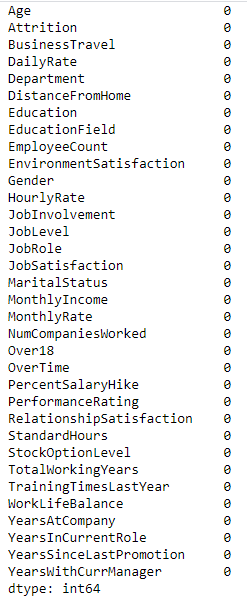 Age 0
Attrition 0
BusinessTravel 0
DailyRate 0
Department 0
DistanceFromHome 0
Education 0
EducationField 0
EmployeeCount 0
EnvironmentSatisfaction 0
Gender 0
HourlyRate 0
JobInvolvement 0
JobLevel 0
JobRole 0
JobSatisfaction 0
MaritalStatus 0
MonthlyIncome 0
MonthlyRate 0
NumCompaniesWorked 0
Over18 0
OverTime 0
PercentSalaryHike 0
PerformanceRating 0
RelationshipSatisfaction 0
StandardHours 0
StockOptionLevel 0
TotalWorkingYears 0
TrainingTimesLastYear 0
WorkLifeBalance 0
YearsAtCompany 0
YearsInCurrentRole 0
YearsSinceLastPromotion 0
YearsWithCurrManager 0
dtype: int64